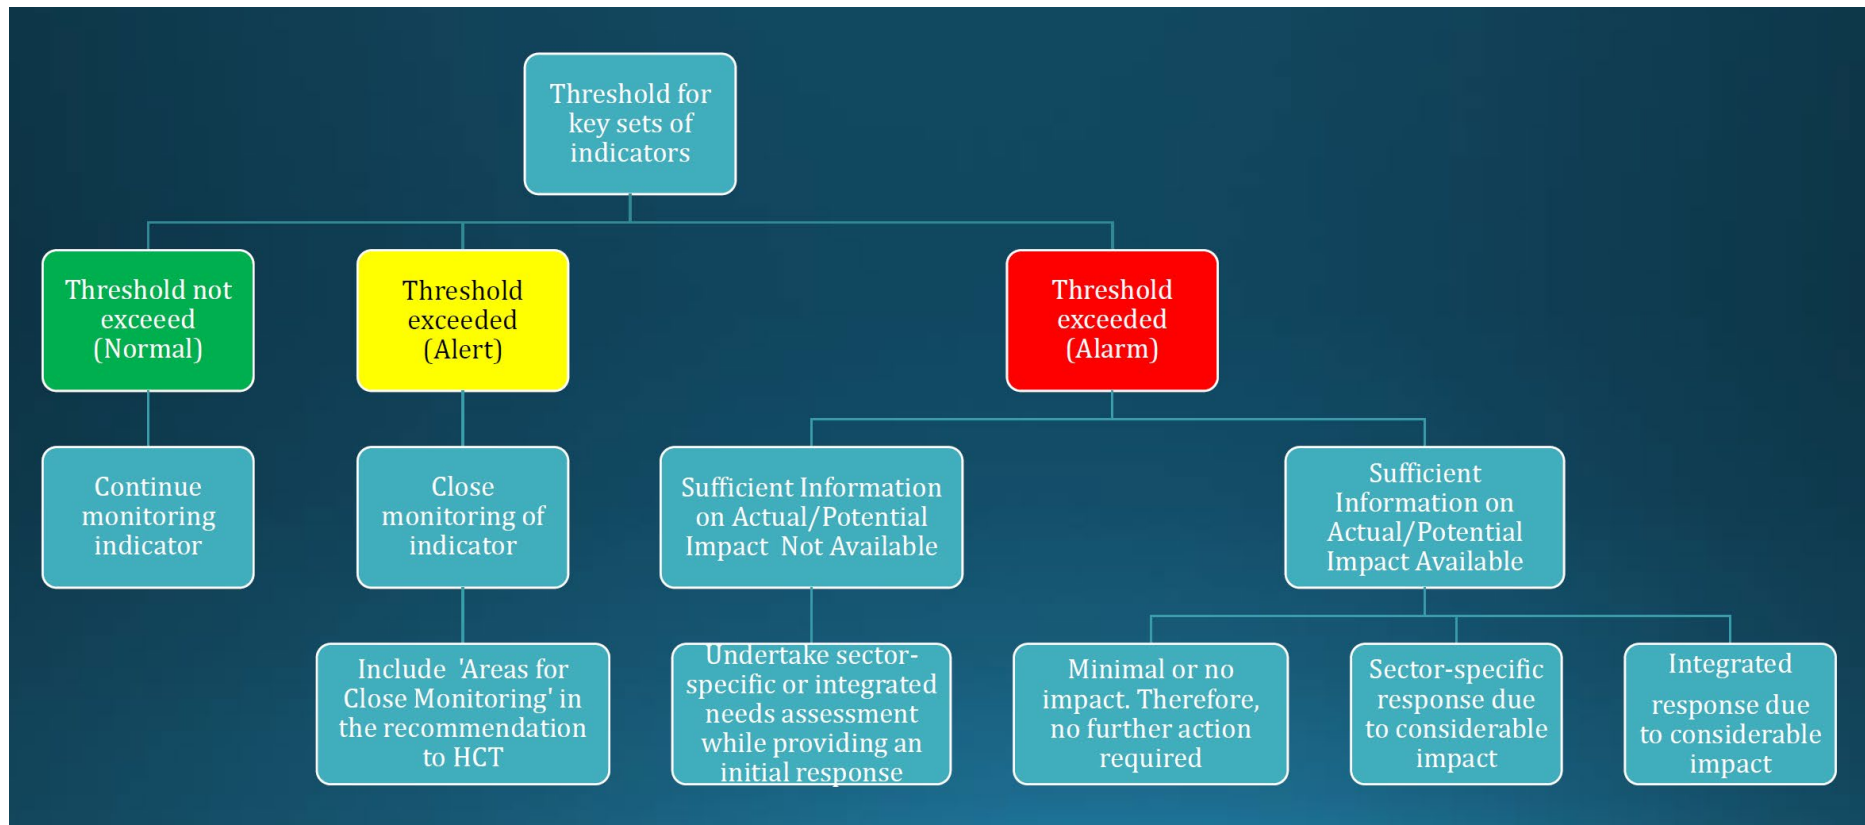 Threshold for
key sets of
indicators
Threshold not
exceeed
(Normal)
Threshold
exceeded
(Alert)
Threshold
exceeded
(Alarm)
Continue
monitoring
indicator
Close
monitoring of
indicator
Sufficient Information
on Actual/Potential
Impact Not Available
Sufficient
Information on
Actual/Potential
Impact Available
Include 'Areas for
Close Monitoring' in
the recommendation
to HCT
Undertake sector-
specific or integrated
needs assessment
while providing an
initial response
Minimal or no
impact. Therefore,
no further action
required
Sector-specific
response due
to considerable
impact
Integrated
response due
to considerable
impact